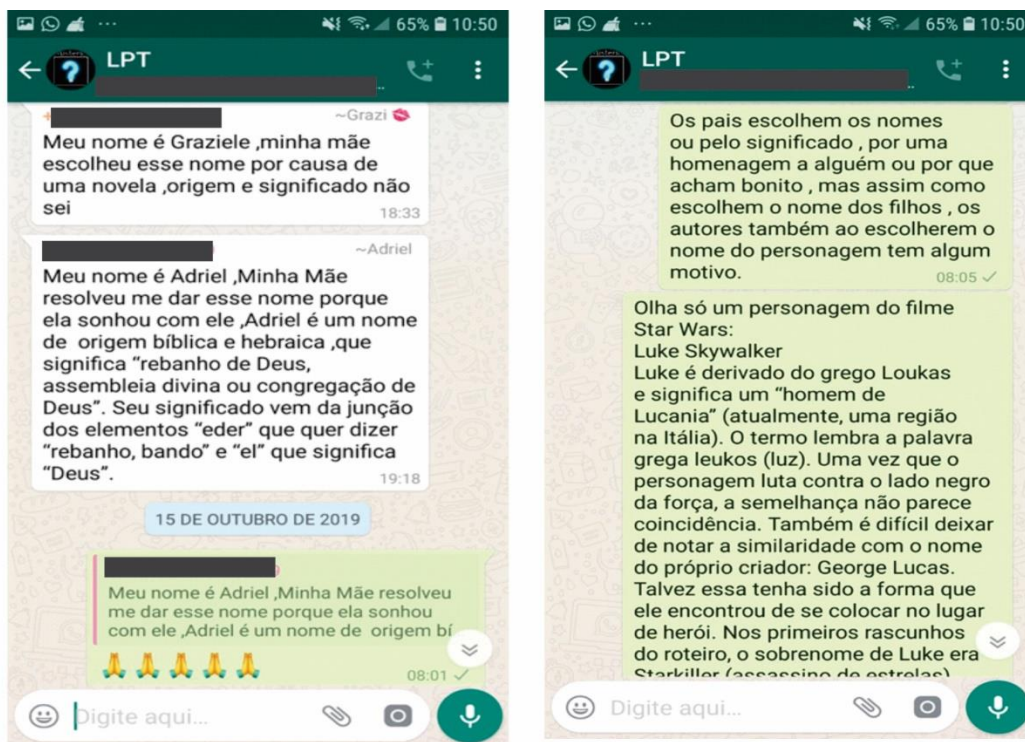 65% 10:50
LPT
~Grazi
Meu nome é Graziele ,minha mãe
escolheu esse nome por causa de
uma novela ,origem e significado não
sei
18:33
~Adriel
Meu nome é Adriel ,Minha Mãe
resolveu me dar esse nome porque
ela sonhou com ele ,Adriel é um nome
de origem bíblica e hebraica ,que
significa “rebanho de Deus,
assembleia divina ou congregação de
Deus”. Seu significado vem da junção
dos elementos “eder” que quer dizer
“rebanho, bando” e “el” que significa
“Deus”.
19:18
15 DE OUTUBRO DE 2019
Meu nome é Adriel ,Minha Mãe resolveu
me dar esse nome porque ela sonhou
com ele ,Adriel é um nome de origem bí
08:01
Digite aqui...
65% 10:50
LPT
Os pais escolhem os nomes
ou pelo significado , por uma
homenagem a alguém ou por que
acham bonito , mas assim como
escolhem o nome dos filhos , os
autores também ao escolherem o
nome do personagem tem algum
motivo.
08:05
Olha só um personagem do filme
Star Wars:
Luke Skywalker
Luke é derivado do grego Loukas
e significa um “homem de
Lucania” (atualmente, uma região
na Itália). O termo lembra a palavra
grega leukos (luz). Uma vez que o
personagem luta contra o lado negro
da força, a semelhança não parece
coincidência. Também é difícil deixar
de notar a similaridade com o nome
do próprio criador: George Lucas.
Talvez essa tenha sido a forma que
ele encontrou de se colocar no lugar
de herói. Nos primeiros rascunhos
do roteiro, o sobrenome de Luke era
Starkiller (assassino de estrelas)
Digite aqui...